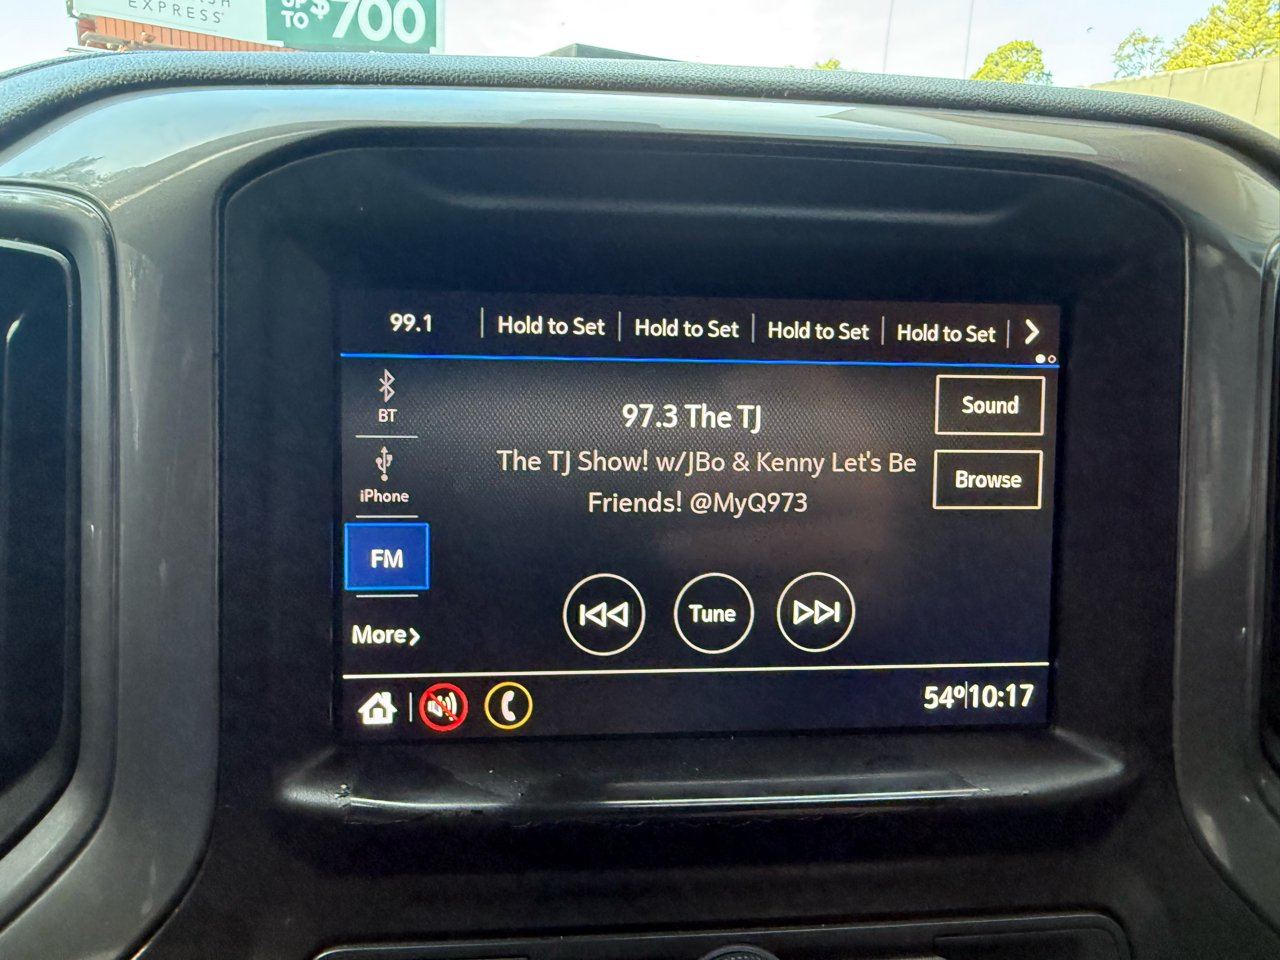 EXPRESS
UP $700
TO
99.1 Hold to Set Hold to Set Hold to Set Hold to Set
BT
97.3 The TJ
Sound
The TJ Show! w/JBo & Kenny Let's Be
Friends! @MyQ973
Browse
iPhone
FM
Tune
More
54° 10:17